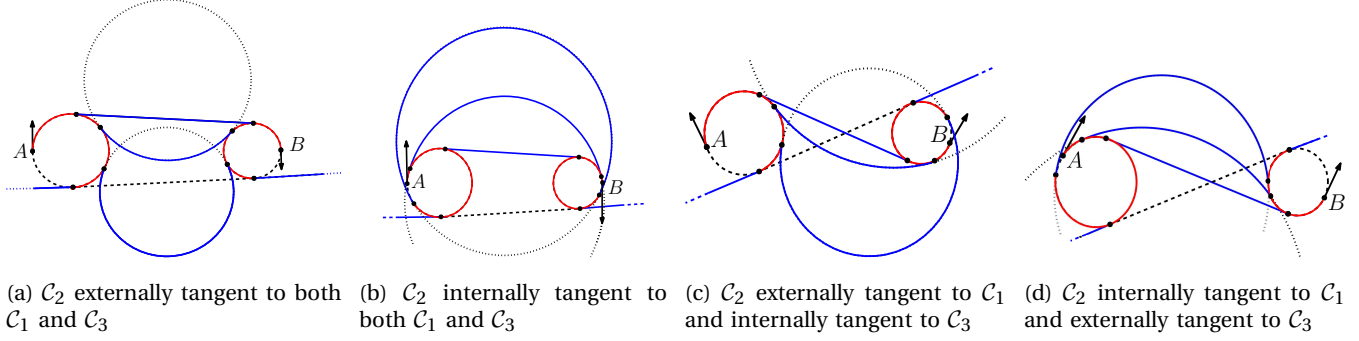 A
B
A
B
A
B
A
B
(a) 𝒞₂ externally tangent to both
𝒞₁ and 𝒞₃
(b) 𝒞₂ internally tangent to
both 𝒞₁ and 𝒞₃
(c) 𝒞₂ externally tangent to 𝒞₁
and internally tangent to 𝒞₃
(d) 𝒞₂ internally tangent to 𝒞₁
and externally tangent to 𝒞₃